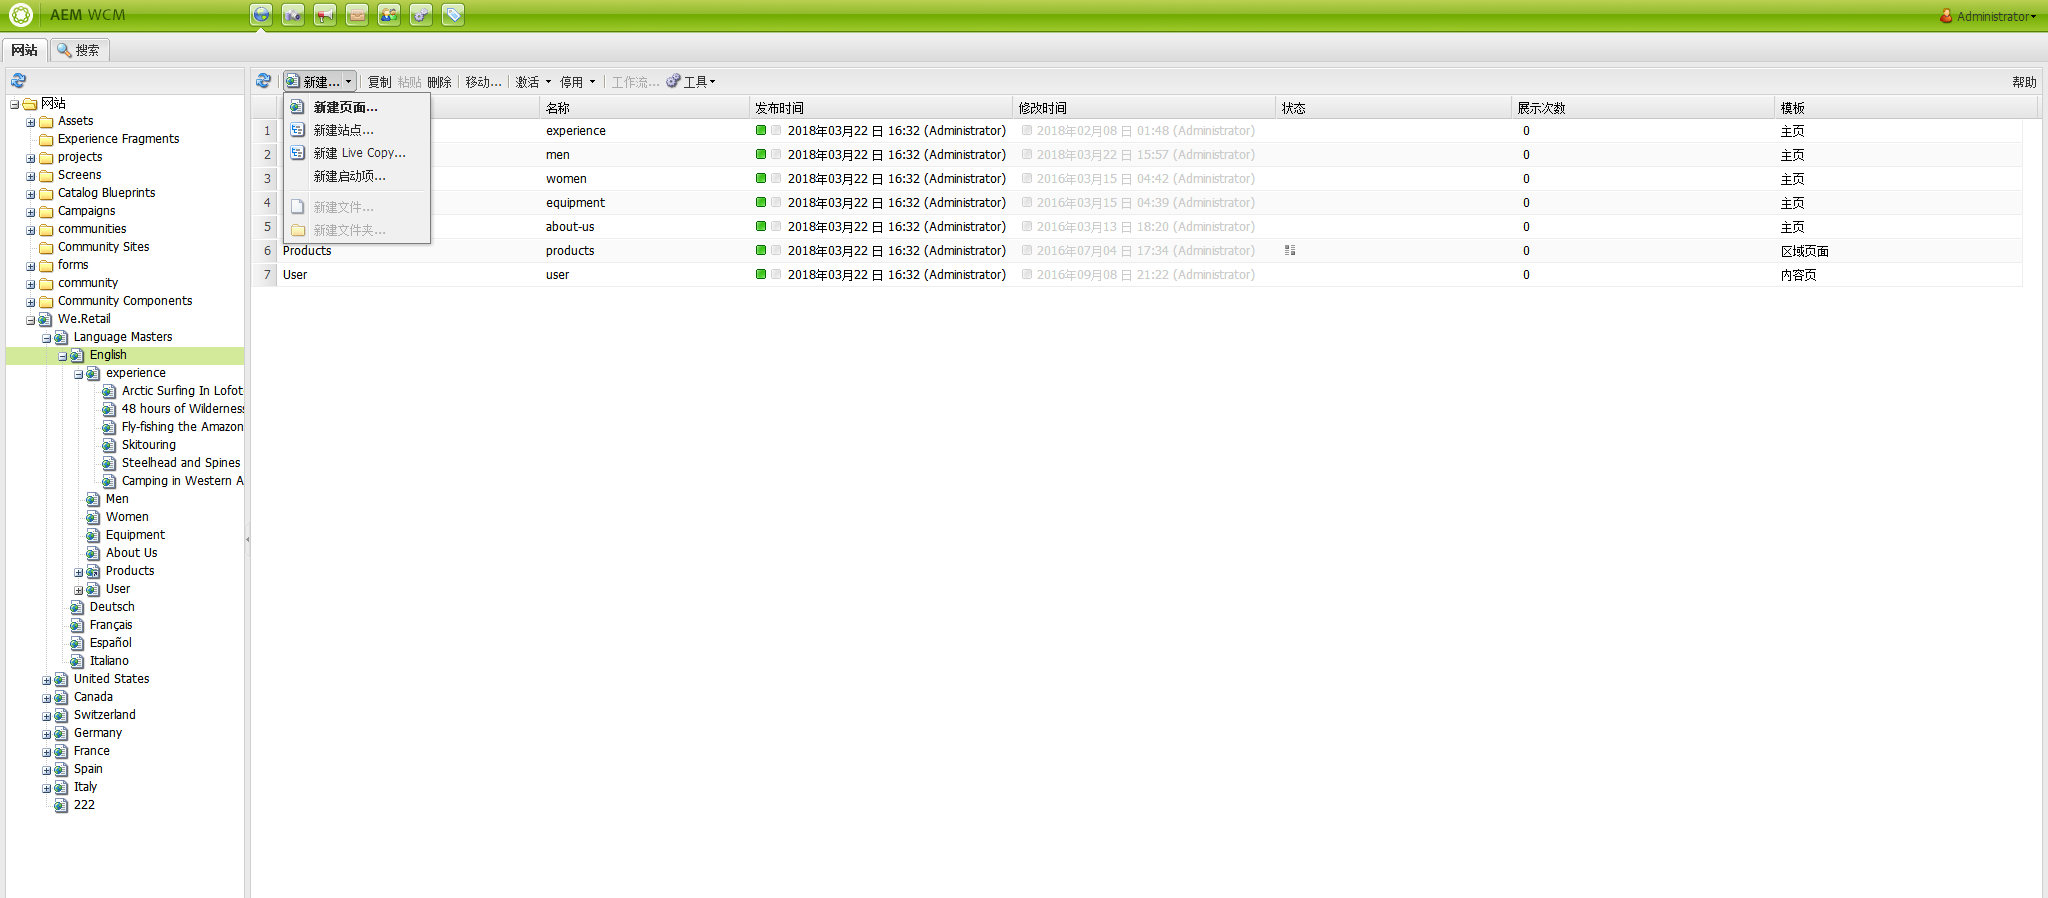 AEM WCM
Administrator
网站
搜索
新建...
复制
粘贴
删除
移动...
激活
停用
工作流...
工具
帮助
网站
Assets
Experience Fragments
projects
Screens
Catalog Blueprints
Campaigns
communities
Community Sites
forms
community
Community Components
We.Retail
Language Masters
English
experience
Arctic Surfing In Lofot
48 hours of Wilderness
Fly-fishing the Amazon
Skitouring
Steelhead and Spines
Camping in Western A
Men
Women
Equipment
About Us
Products
User
Deutsch
Français
Español
Italiano
United States
Canada
Switzerland
Germany
France
Spain
Italy
222
新建页面...
新建站点...
新建 Live Copy...
新建启动项...
新建文件...
新建文件夹...
名称 发布时间 修改时间 状态 展示次数 模板
1 experience 2018年03月22 日 16:32 (Administrator) 2018年02月08 日 01:48 (Administrator) 0 主页
2 men 2018年03月22 日 16:32 (Administrator) 2018年03月22 日 15:57 (Administrator) 0 主页
3 women 2018年03月22 日 16:32 (Administrator) 2016年03月15 日 04:42 (Administrator) 0 主页
4 equipment 2018年03月22 日 16:32 (Administrator) 2016年03月15 日 04:39 (Administrator) 0 主页
5 about-us 2018年03月22 日 16:32 (Administrator) 2016年03月13 日 18:20 (Administrator) 0 主页
6 Products products 2018年03月22 日 16:32 (Administrator) 2016年07月04 日 17:34 (Administrator) 0 区域页面
7 User user 2018年03月22 日 16:32 (Administrator) 2016年09月08 日 21:22 (Administrator) 0 内容页